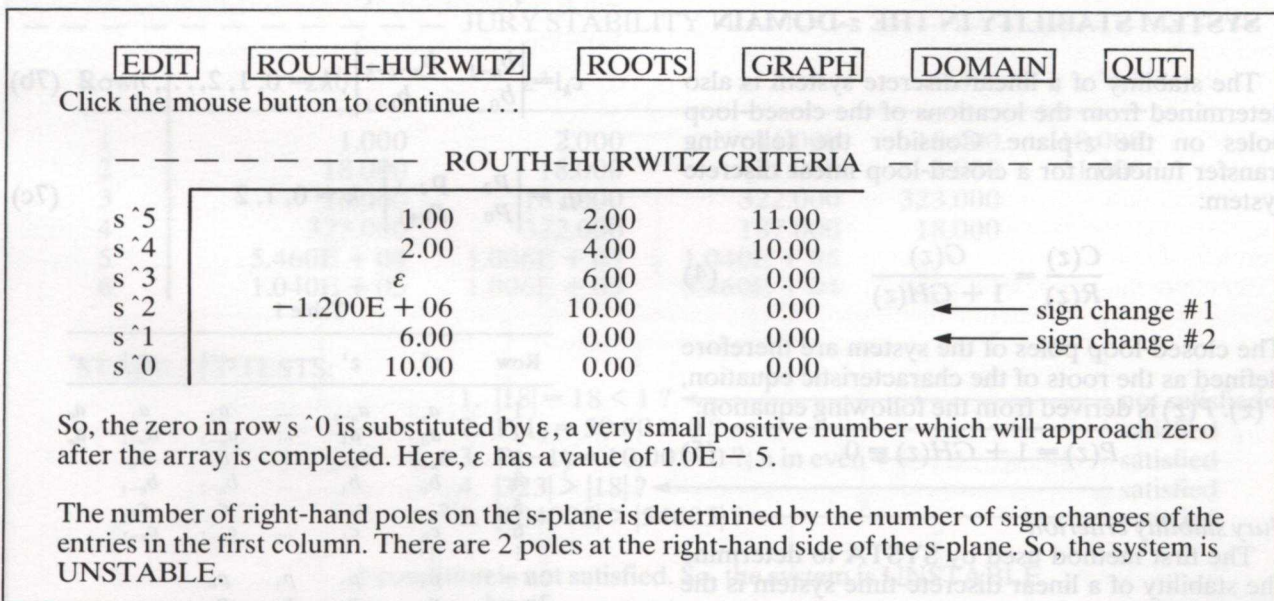 EDIT ROUTH-HURWITZ ROOTS GRAPH DOMAIN QUIT
Click the mouse button to continue . . .
ROUTH-HURWITZ CRITERIA
s^5 1.00 2.00 11.00
s^4 2.00 4.00 10.00
s^3 ε 6.00 0.00
s^2 −1.200E + 06 10.00 0.00 ← sign change #1
s^1 6.00 0.00 0.00 ← sign change #2
s^0 10.00 0.00 0.00
So, the zero in row s^0 is substituted by ε, a very small positive number which will approach zero
after the array is completed. Here, ε has a value of 1.0E − 5.
The number of right-hand poles on the s-plane is determined by the number of sign changes of the
entries in the first column. There are 2 poles at the right-hand side of the s-plane. So, the system is
UNSTABLE.